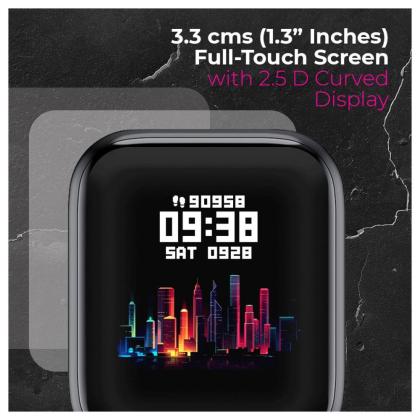 3.3 cms (1.3” Inches)
Full-Touch Screen
with 2.5 D Curved
Display
90958
09:38
SAT 0928